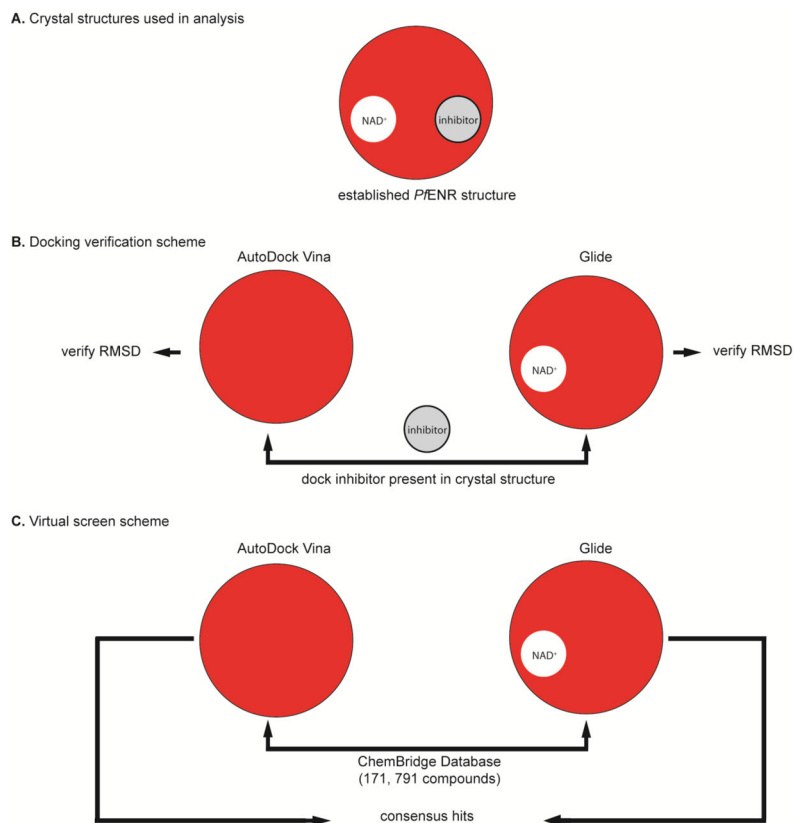 A. Crystal structures used in analysis
NAD⁺
inhibitor
established PfENR structure
B. Docking verification scheme
AutoDock Vina
Glide
verify RMSD
NAD⁺
verify RMSD
inhibitor
dock inhibitor present in crystal structure
C. Virtual screen scheme
AutoDock Vina
Glide
NAD⁺
ChemBridge Database
(171, 791 compounds)
consensus hits